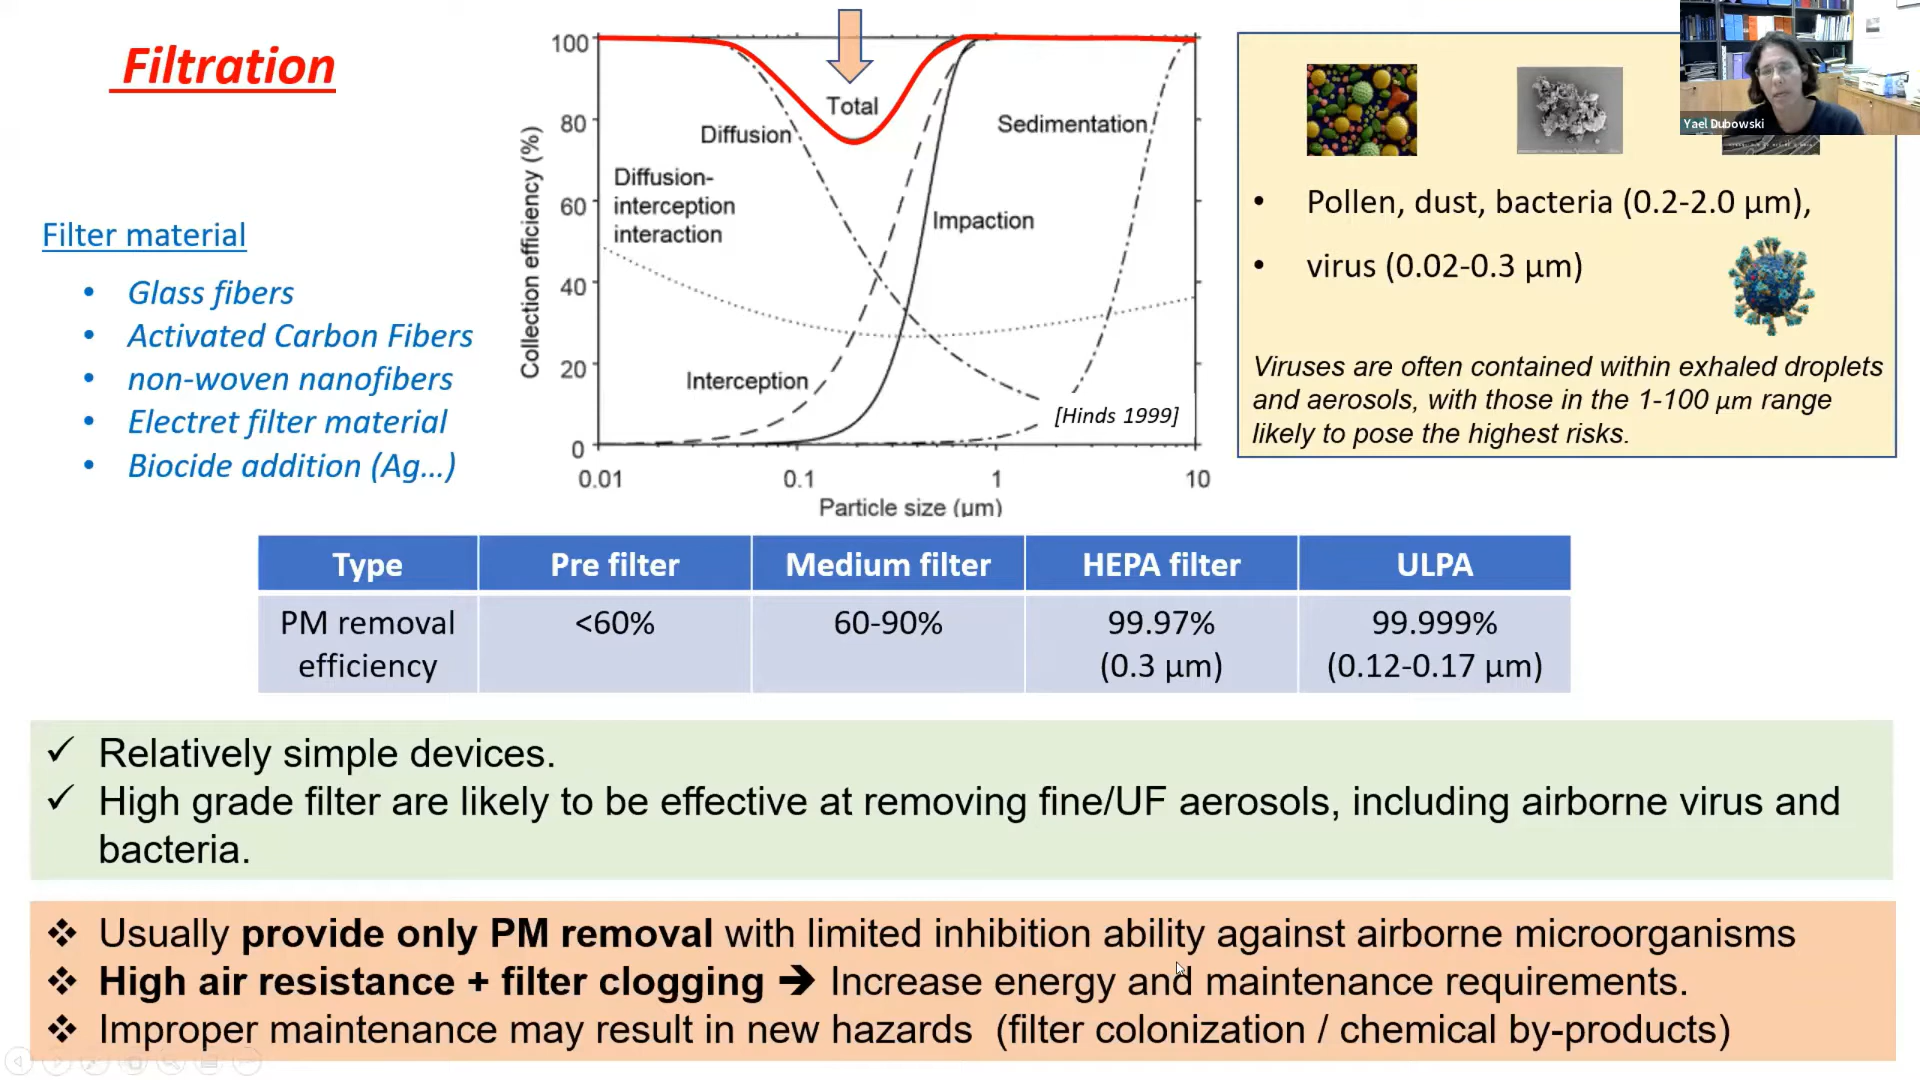 Filtration
Filter material
• Glass fibers
• Activated Carbon Fibers
• non-woven nanofibers
• Electret filter material
• Biocide addition (Ag...)
Collection efficiency (%)
100
80
60
40
20
0
0.01
0.1
1
10
Particle size (µm)
Total
Diffusion
Sedimentation
Diffusion-
interception
interaction
Impaction
Interception
[Hinds 1999]
Yael Dubowski
• Pollen, dust, bacteria (0.2-2.0 µm),
• virus (0.02-0.3 µm)
Viruses are often contained within exhaled droplets
and aerosols, with those in the 1-100 µm range
likely to pose the highest risks.
Type Pre filter Medium filter HEPA filter ULPA
PM removal <60% 60-90% 99.97% 99.999%
efficiency (0.3 µm) (0.12-0.17 µm)
✓ Relatively simple devices.
✓ High grade filter are likely to be effective at removing fine/UF aerosols, including airborne virus and
bacteria.
❖ Usually provide only PM removal with limited inhibition ability against airborne microorganisms
❖ High air resistance + filter clogging ➔ Increase energy and maintenance requirements.
❖ Improper maintenance may result in new hazards (filter colonization / chemical by-products)